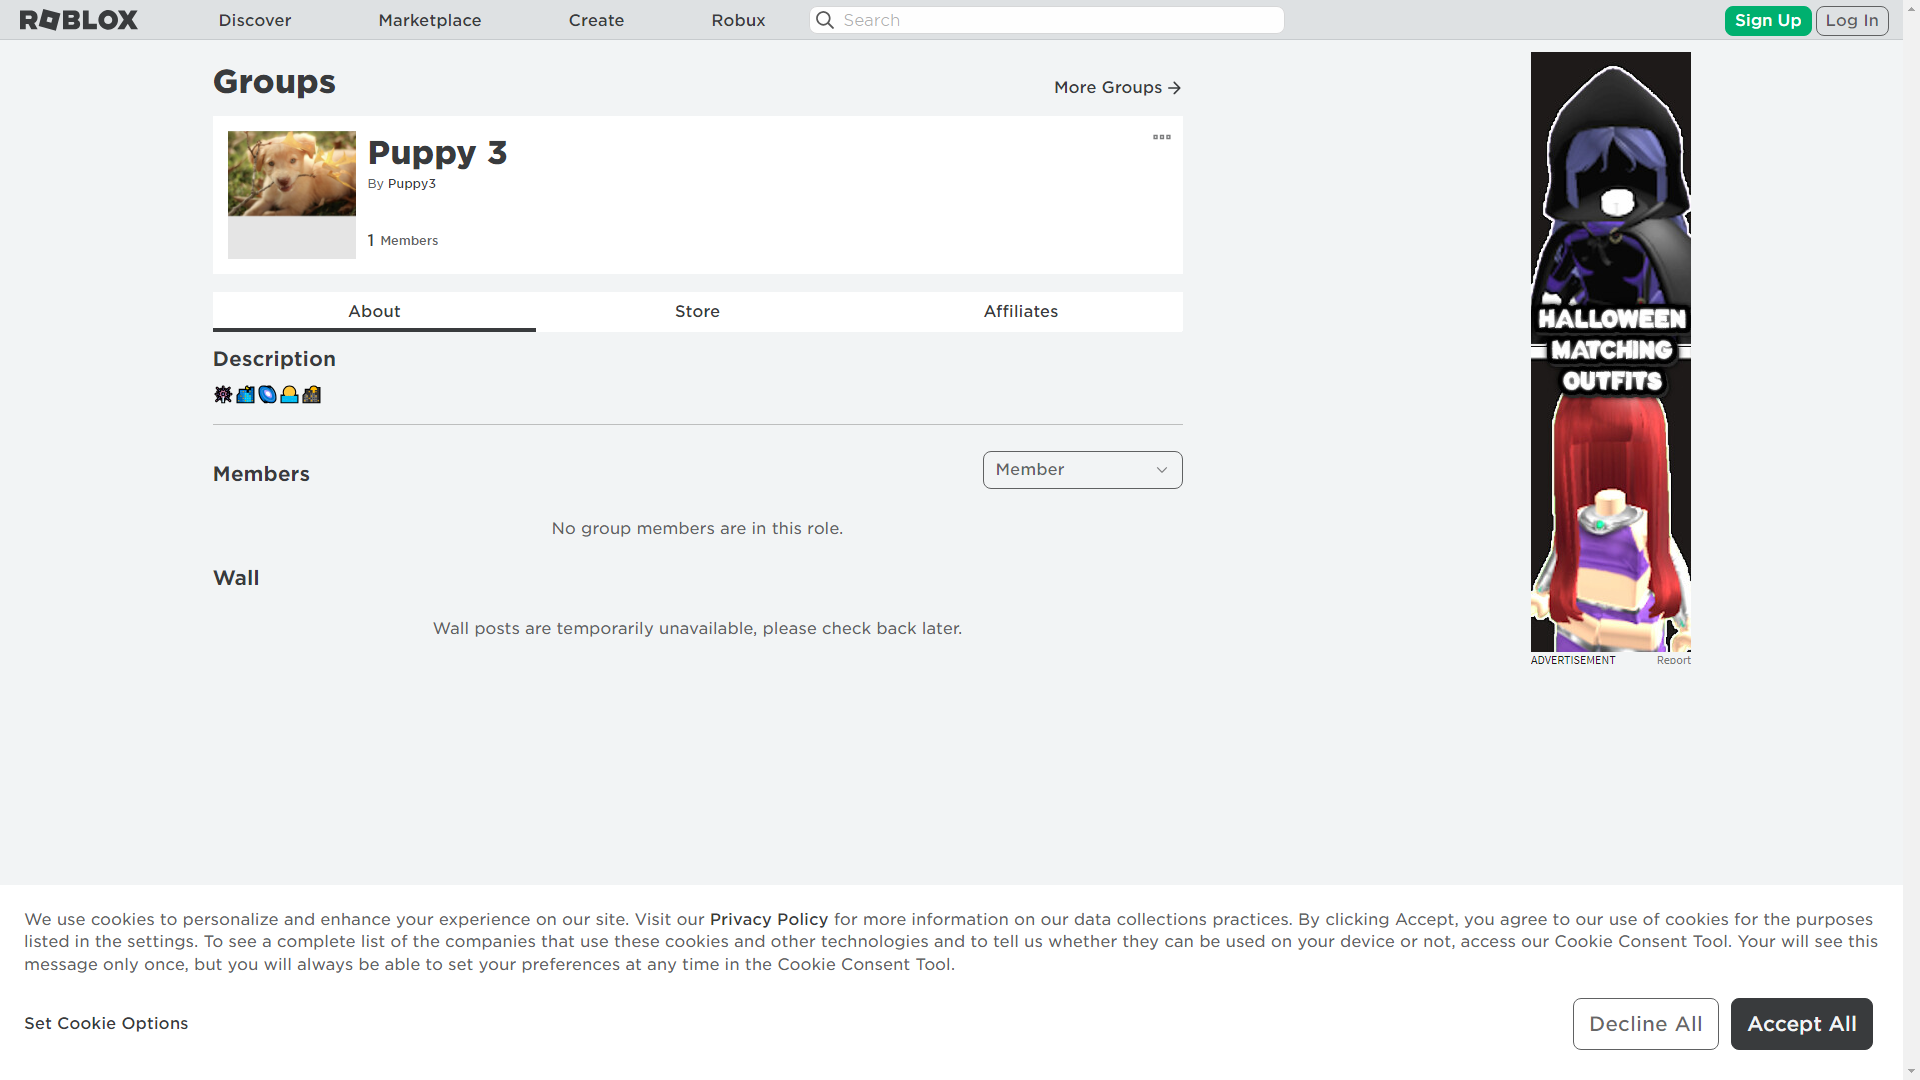 ROBLOX
Discover
Marketplace
Create
Robux
Search
Sign Up
Log In
Groups
More Groups
Puppy 3
By Puppy3
1 Members
About
Store
Affiliates
Description
Members
Member
No group members are in this role.
Wall
Wall posts are temporarily unavailable, please check back later.
HALLOWEEN
MATCHING
OUTFITS
ADVERTISEMENT
Report
We use cookies to personalize and enhance your experience on our site. Visit our Privacy Policy for more information on our data collections practices. By clicking Accept, you agree to our use of cookies for the purposes
listed in the settings. To see a complete list of the companies that use these cookies and other technologies and to tell us whether they can be used on your device or not, access our Cookie Consent Tool. Your will see this
message only once, but you will always be able to set your preferences at any time in the Cookie Consent Tool.
Set Cookie Options
Decline All
Accept All